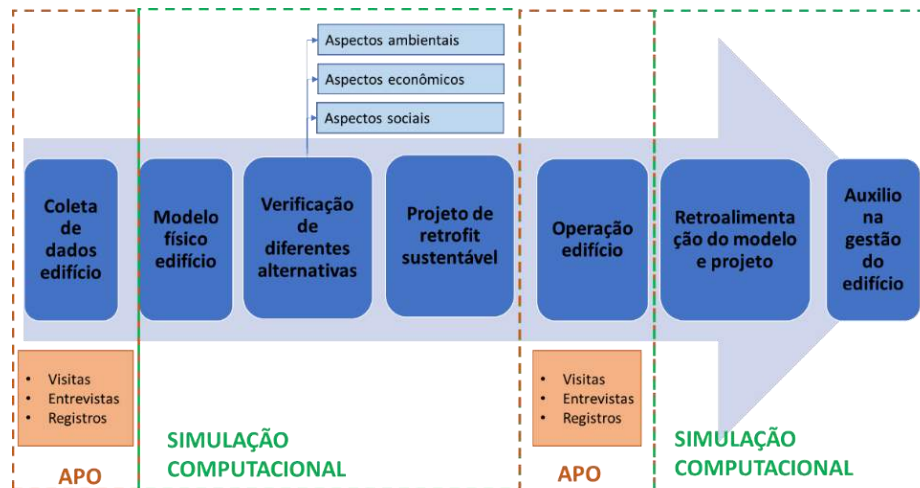 Aspectos ambientais
Aspectos econômicos
Aspectos sociais
Coleta
de
dados
edifício
Modelo
físico
edifício
Verificação
de
diferentes
alternativas
Projeto de
retrofit
sustentável
Operação
edifício
Retroalimenta
ção do modelo
e projeto
Auxilio
na
gestão
do
edifício
• Visitas
• Entrevistas
• Registros
APO
SIMULAÇÃO
COMPUTACIONAL
• Visitas
• Entrevistas
• Registros
APO
SIMULAÇÃO
COMPUTACIONAL